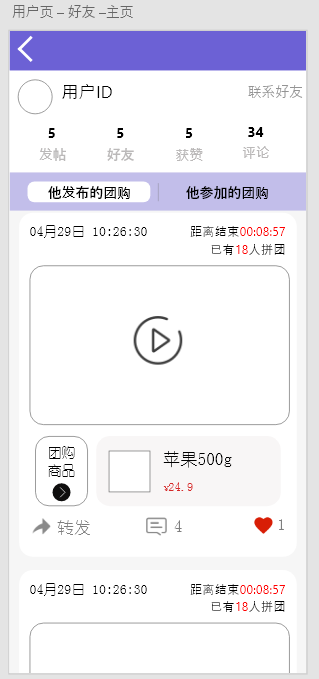 用户页 – 好友 –主页
用户ID 联系好友
5 5 5 34
发帖 好友 获赞 评论
他发布的团购 他参加的团购
04月29日 10:26:30 距离结束00:08:57
已有18人拼团
团购
商品
苹果500g
¥24.9
转发 4 1
04月29日 10:26:30 距离结束00:08:57
已有18人拼团